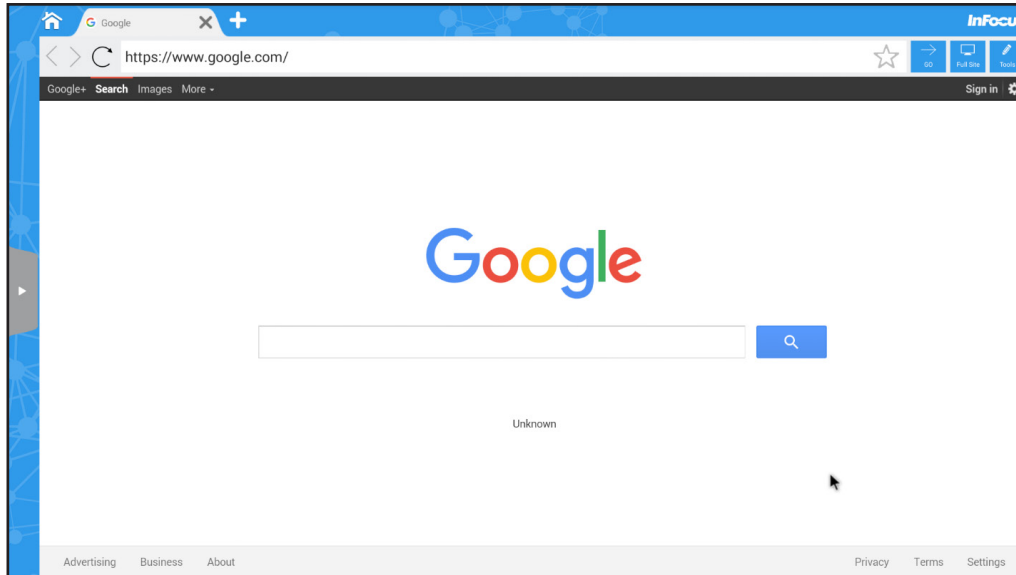 Google
InFocu
https://www.google.com/
GO
Full Site
Tools
Google+ Search Images More
Sign in
Google
Unknown
Advertising Business About
Privacy Terms Settings